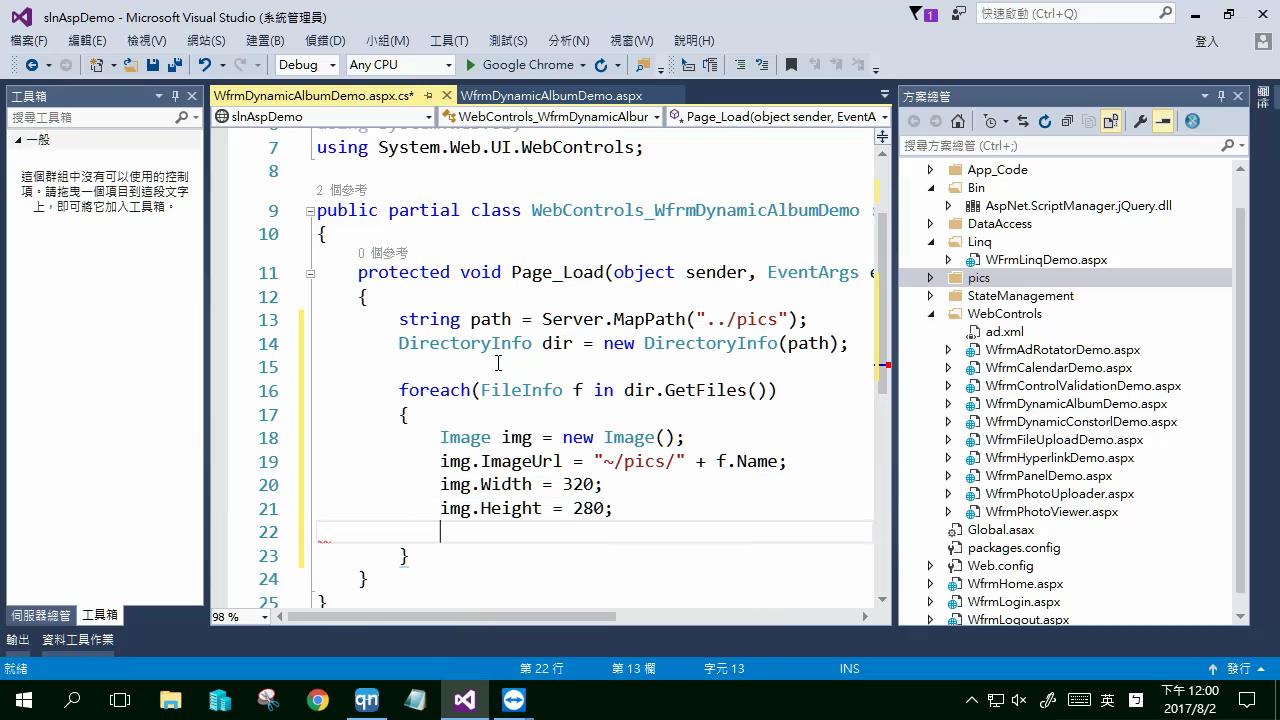 slnAspDemo - Microsoft Visual Studio (系統管理員)
1
快速啟動 (Ctrl+Q)
檔案(F) 編輯(E) 檢視(V) 網站(S) 建置(B) 偵錯(D) 小組(M) 工具(T) 測試(S) 分析(N) 視窗(W) 說明(H)
登入
Debug Any CPU Google Chrome
工具箱
搜尋工具箱
一般
這個群組中沒有可以使用的控制
項。請拖曳一個項目到這段文字
上，即可將它加入工具箱。
伺服器總管 工具箱
WfrmDynamicAlbumDemo.aspx.cs* WfrmDynamicAlbumDemo.aspx
slnAspDemo WebControls_WfrmDynamicAlbur Page_Load(object sender, EventA
7 using System.Web.UI.WebControls;
8
2 個參考
9 public partial class WebControls_WfrmDynamicAlbumDemo :
10 {
0 個參考
11 protected void Page_Load(object sender, EventArgs e
12 {
13 string path = Server.MapPath("../pics");
14 DirectoryInfo dir = new DirectoryInfo(path);
15
16 foreach(FileInfo f in dir.GetFiles())
17 {
18 Image img = new Image();
19 img.ImageUrl = "~/pics/" + f.Name;
20 img.Width = 320;
21 img.Height = 280;
22
23 }
24 }
25 }
98 %
方案總管
搜尋方案總管 (Ctrl+;)
App_Code
Bin
AspNet.ScriptManager.jQuery.dll
DataAccess
Linq
WFrmLinqDemo.aspx
pics
StateManagement
WebControls
ad.xml
WfrmAdRotatorDemo.aspx
WfrmCalendarDemo.aspx
WfrmControlValidationDemo.aspx
WfrmDynamicAlbumDemo.aspx
WfrmDynamicConstorlDemo.aspx
WfrmFileUploadDemo.aspx
WfrmHyperlinkDemo.aspx
WfrmPanelDemo.aspx
WfrmPhotoUploader.aspx
WfrmPhotoViewer.aspx
Global.asax
packages.config
Web.config
WfrmHome.aspx
WfrmLogin.aspx
WfrmLogout.aspx
輸出 資料工具作業
就緒 第 22 行 第 13 欄 字元 13 INS 發行
qn
英
下午 12:00
2017/8/2